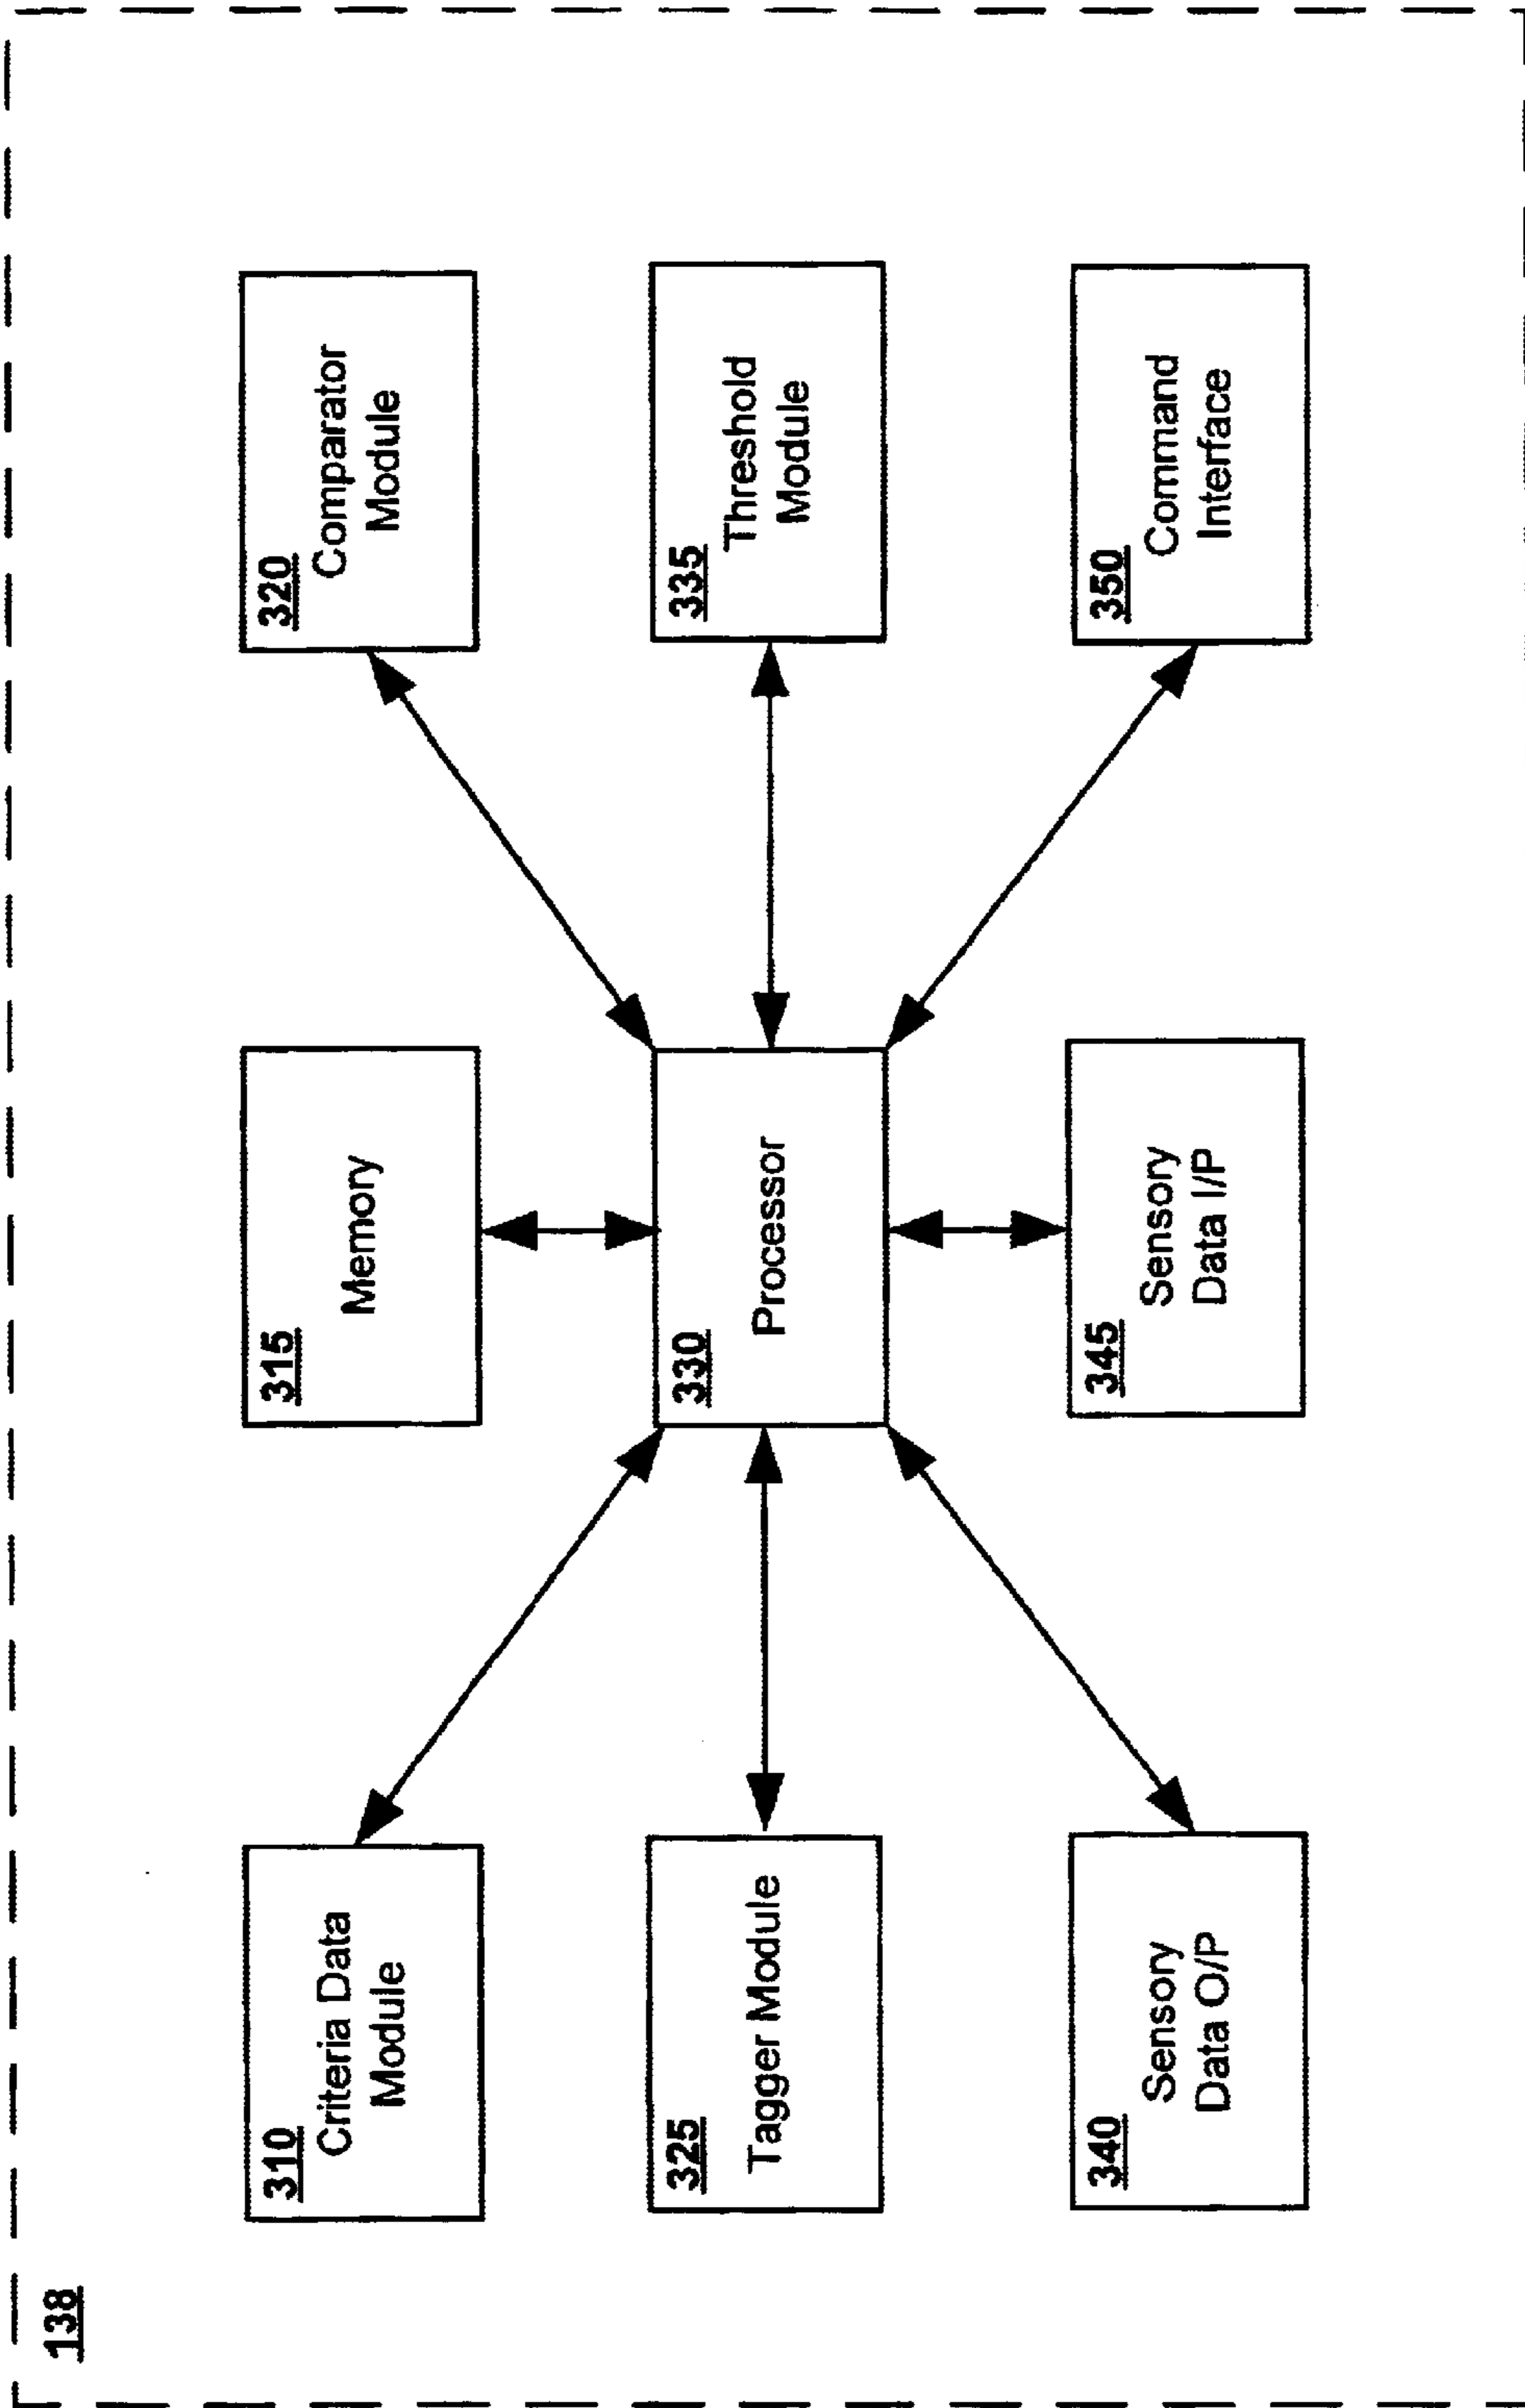 138
310
Criteria Data
Module
315
Memory
320
Comparator
Module
325
Tagger Module
330
Processor
335
Threshold
Module
340
Sensory
Data O/P
345
Sensory
Data I/P
350
Command
Interface